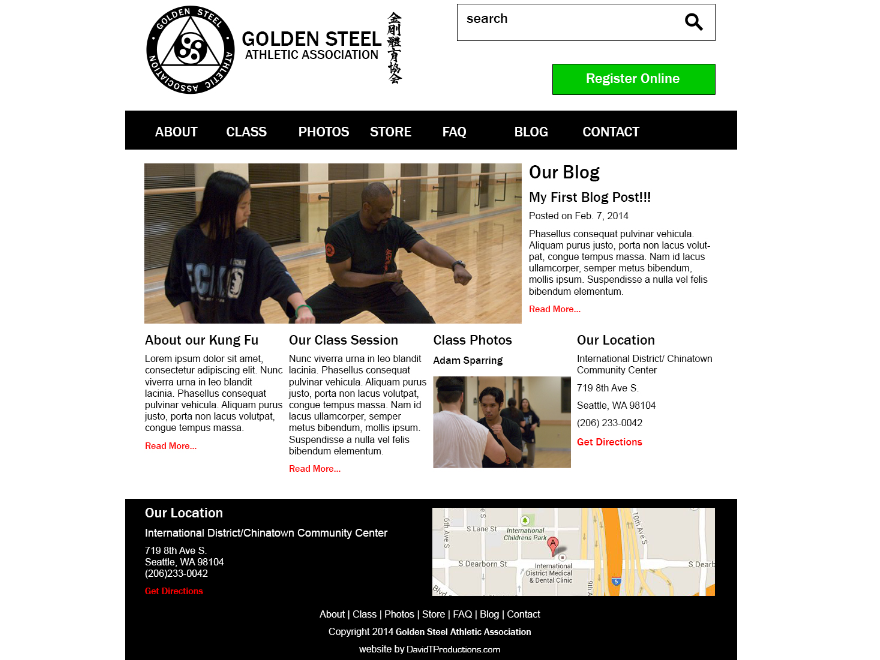 GOLDEN STEEL
ATHLETIC ASSOCIATION
GOLDEN STEEL
ATHLETIC ASSOCIATION
金剛體育協會
search
Register Online
ABOUT CLASS PHOTOS STORE FAQ BLOG CONTACT
Our Blog
My First Blog Post!!!
Posted on Feb. 7, 2014
Phasellus consequat pulvinar vehicula.
Aliquam purus justo, porta non lacus volut-
pat, congue tempus massa. Nam id lacus
ullamcorper, semper metus bibendum,
mollis ipsum. Suspendisse a nulla vel felis
bibendum elementum.
Read More...
About our Kung Fu
Lorem ipsum dolor sit amet,
consectetur adipiscing elit. Nunc
viverra urna in leo blandit
lacinia. Phasellus consequat
pulvinar vehicula. Aliquam purus
justo, porta non lacus volutpat,
congue tempus massa.
Read More...
Our Class Session
Nunc viverra urna in leo blandit
lacinia. Phasellus consequat
pulvinar vehicula. Aliquam purus
justo, porta non lacus volutpat,
congue tempus massa. Nam id
lacus ullamcorper, semper
metus bibendum, mollis ipsum.
Suspendisse a nulla vel felis
bibendum elementum.
Read More...
Class Photos
Adam Sparring
Our Location
International District/ Chinatown
Community Center
719 8th Ave S.
Seattle, WA 98104
(206) 233-0042
Get Directions
Our Location
International District/Chinatown Community Center
719 8th Ave S.
Seattle, WA 98104
(206)233-0042
Get Directions
6th Ave S
S Lane St
International
Childrens Park
A
S Dearborn St
S Dearborn St
International
District Medical
& Dental Clinic
5
Blvd
About | Class | Photos | Store | FAQ | Blog | Contact
Copyright 2014 Golden Steel Athletic Association
website by DavidTProductions.com